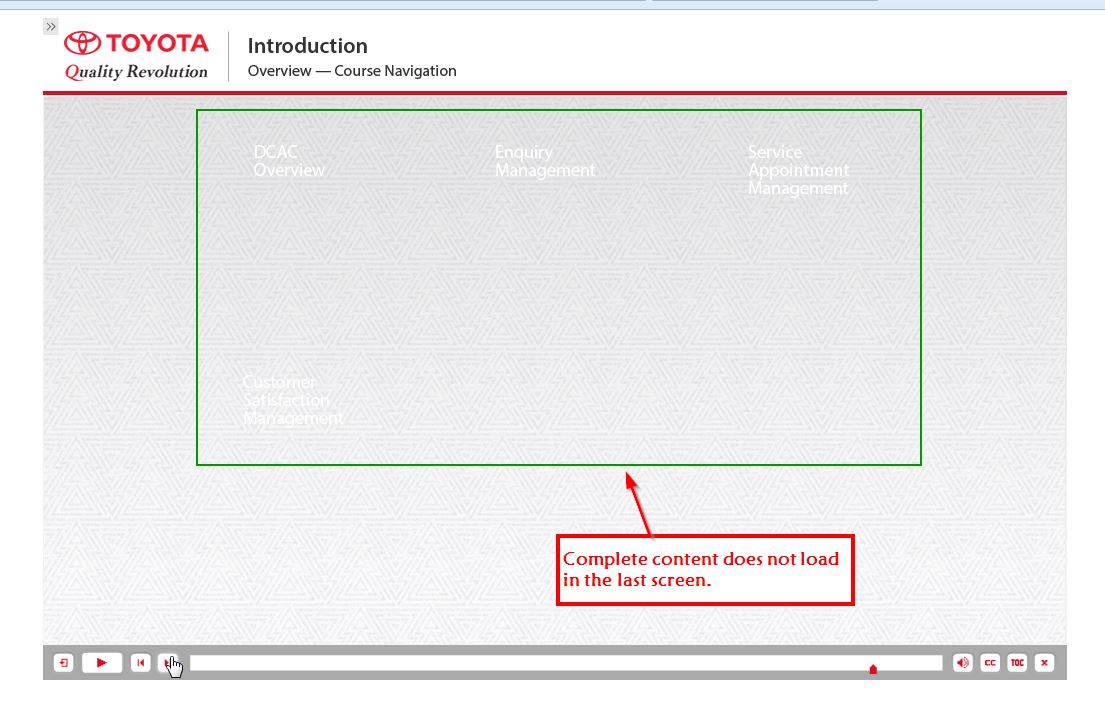 »
TOYOTA
Quality Revolution
Introduction
Overview — Course Navigation
DCAC
Overview
Enquiry
Management
Service
Appointment
Management
Customer
Satisfaction
Management
Complete content does not load
in the last screen.
CC
TOC